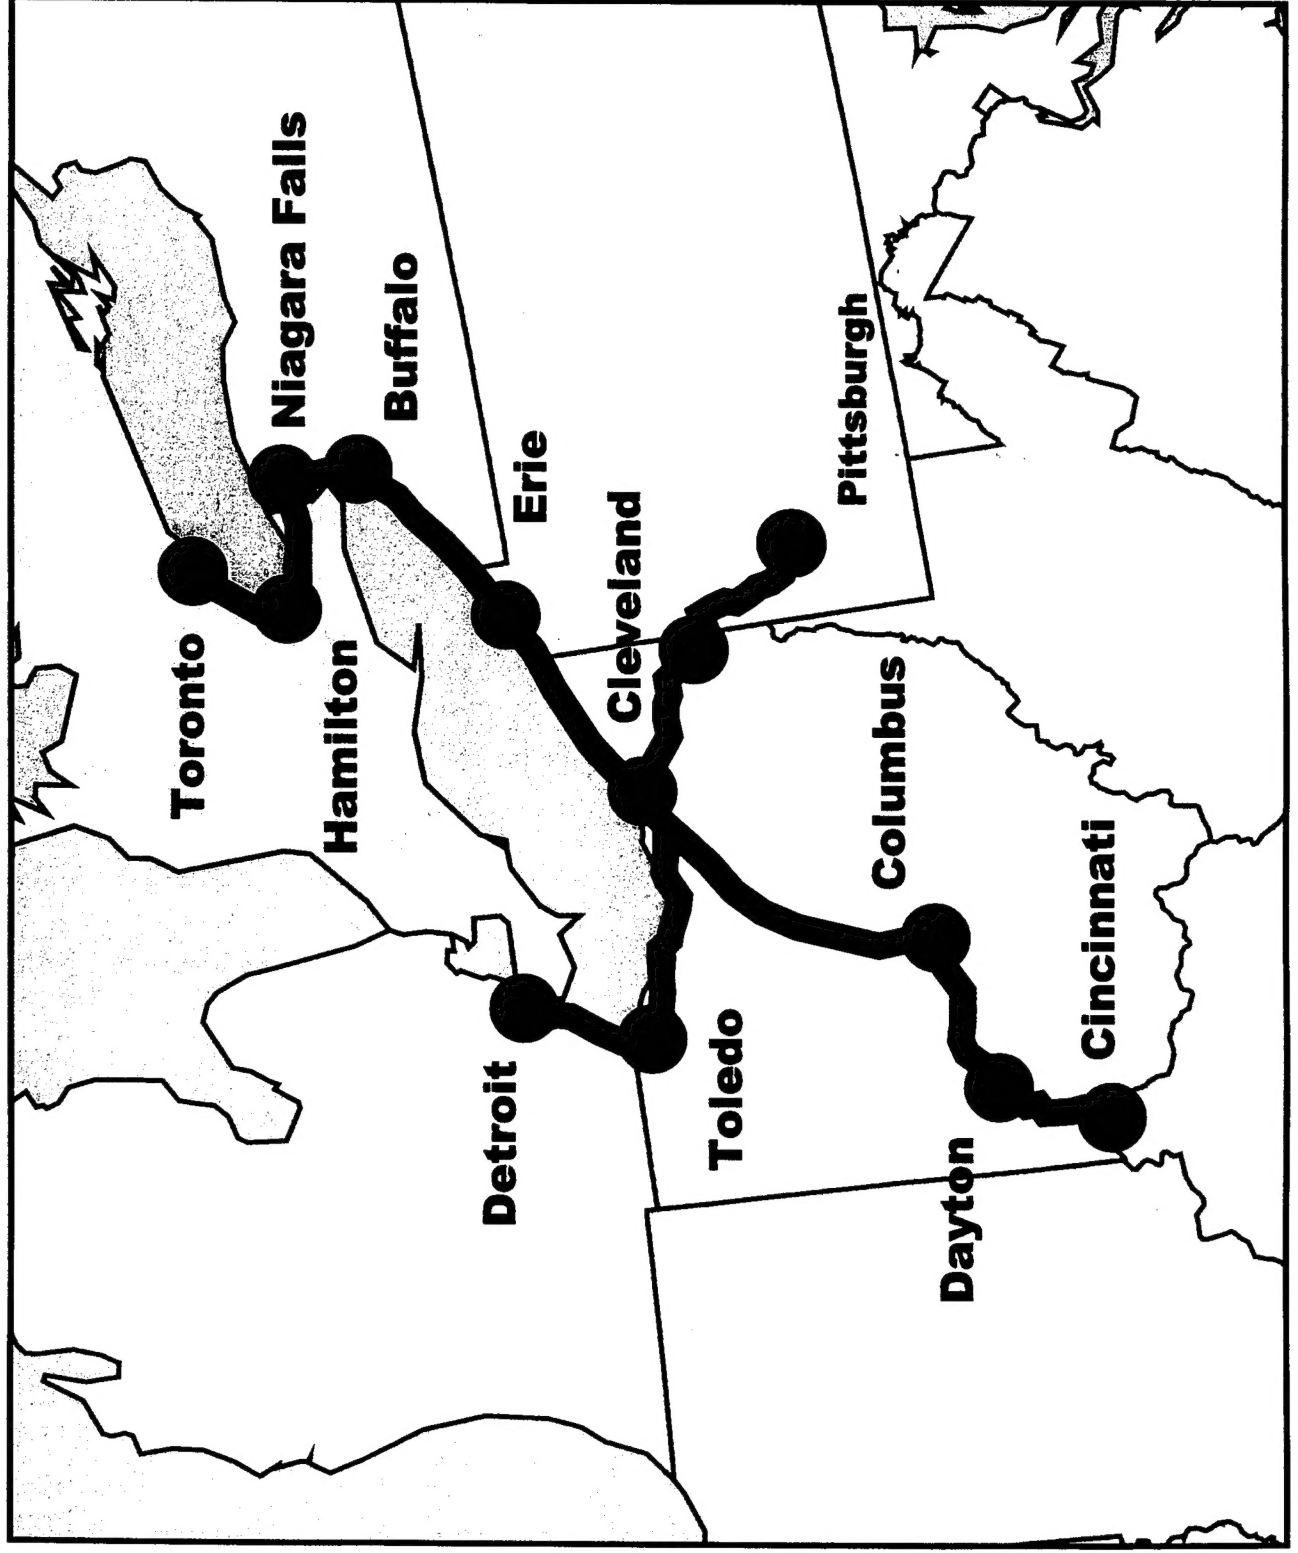 Toronto
Niagara Falls
Hamilton
Buffalo
Detroit
Erie
Cleveland
Toledo
Pittsburgh
Columbus
Dayton
Cincinnati